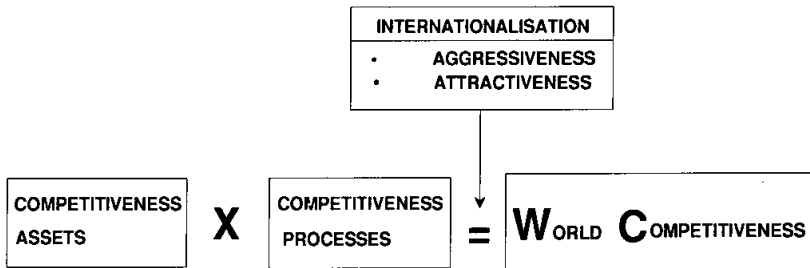 INTERNATIONALISATION
• AGGRESSIVENESS
• ATTRACTIVENESS
COMPETITIVENESS
ASSETS
X
COMPETITIVENESS
PROCESSES
=
WORLD COMPETITIVENESS